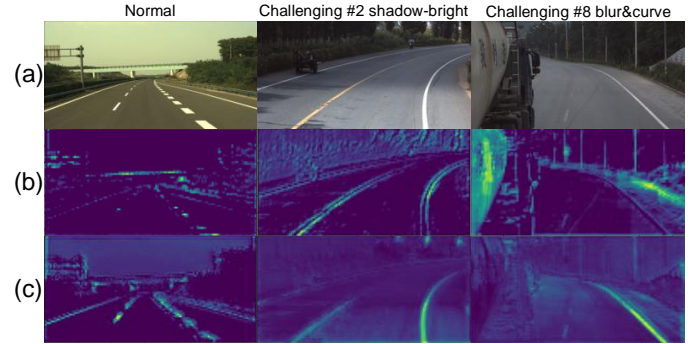 Normal
Challenging #2 shadow-bright
Challenging #8 blur&curve
(a)
(b)
(c)